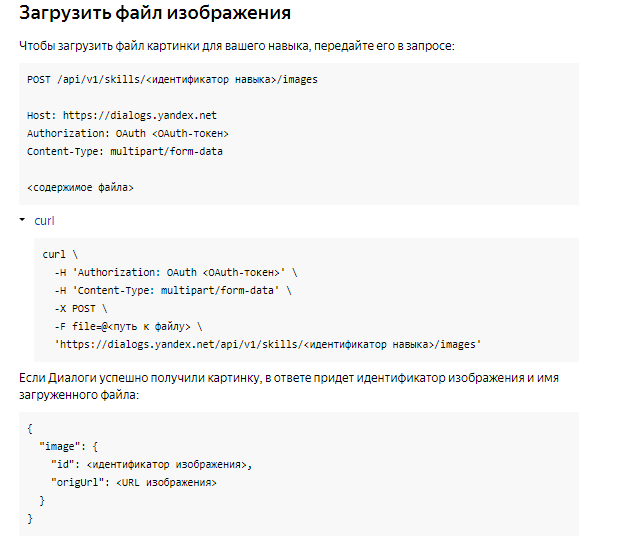 Загрузить файл изображения
Чтобы загрузить файл картинки для вашего навыка, передайте его в запросе:
POST /api/v1/skills/<идентификатор навыка>/images
Host: https://dialogs.yandex.net
Authorization: OAuth <OAuth-токен>
Content-Type: multipart/form-data
<содержимое файла>
curl
curl \
-H 'Authorization: OAuth <OAuth-токен>' \
-H 'Content-Type: multipart/form-data' \
-X POST \
-F file=@<путь к файлу> \
'https://dialogs.yandex.net/api/v1/skills/<идентификатор навыка>/images'
Если Диалоги успешно получили картинку, в ответе придет идентификатор изображения и имя
загруженного файла:
{
"image": {
"id": <идентификатор изображения>,
"origUrl": <URL изображения>
}
}